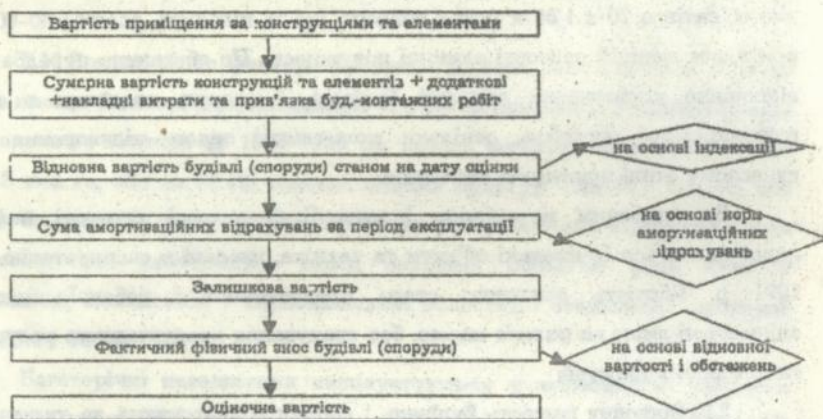 Вартість приміщення за конструкціями та елементами
Сумарна вартість конструкцій та елементів + додаткові
+накладні витрати та прив'язка буд.-монтажних робіт
Відновна вартість будівлі (споруди) станом на дату оцінки
на основі індексації
Сума амортизаційних відрахувань за період експлуатації
на основі норм
амортизаційних
відрахувань
Залишкова вартість
Фактичний фізичний знос будівлі (споруди)
на основі відновної
вартості і обстежень
Оціночна вартість